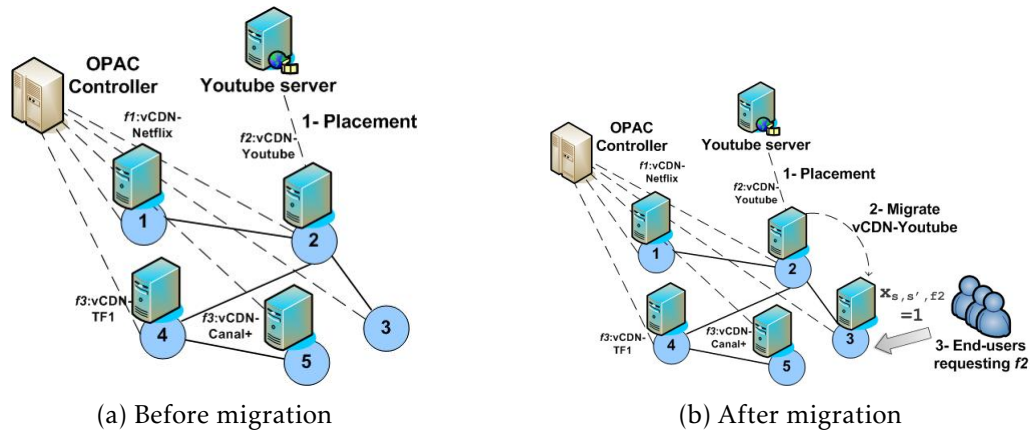 OPAC
Controller
Youtube server
f1:vCDN-
Netflix
1- Placement
f2:vCDN-
Youtube
1
2
f3:vCDN-
TF1
4
f3:vCDN-
Canal+
3
5
(a) Before migration
OPAC
Controller
Youtube server
f1:vCDN-
Netflix
1- Placement
f2:vCDN-
Youtube
2- Migrate
vCDN-Youtube
1
2
x s,s',f2
=1
f3:vCDN-
TF1
4
f3:vCDN-
Canal+
3
5
3- End-users
requesting f2
(b) After migration